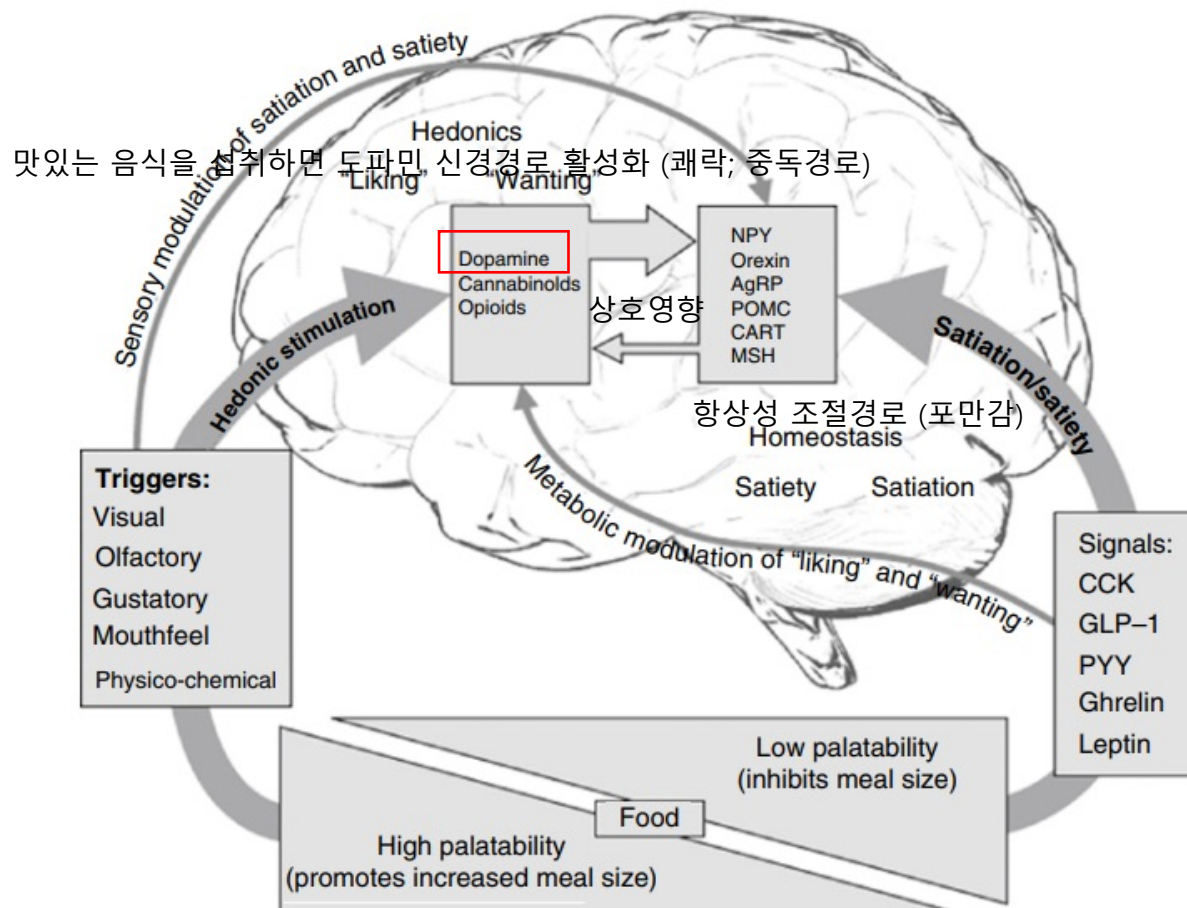 Sensory modulation of satiation and satiety
Hedonics
맛있는 음식을 섭취하면 도파민 신경경로 활성화 (쾌락; 중독경로)
"Liking" "Wanting"
Dopamine
Cannabinolds
Opioids
NPY
Orexin
AgRP
POMC
CART
MSH
상호영향
Hedonic stimulation
Satiation/satiety
항상성 조절경로 (포만감)
Homeostasis
Satiety Satiation
Metabolic modulation of "liking" and "wanting"
Triggers:
Visual
Olfactory
Gustatory
Mouthfeel
Physico-chemical
Signals:
CCK
GLP–1
PYY
Ghrelin
Leptin
Low palatability
(inhibits meal size)
Food
High palatability
(promotes increased meal size)